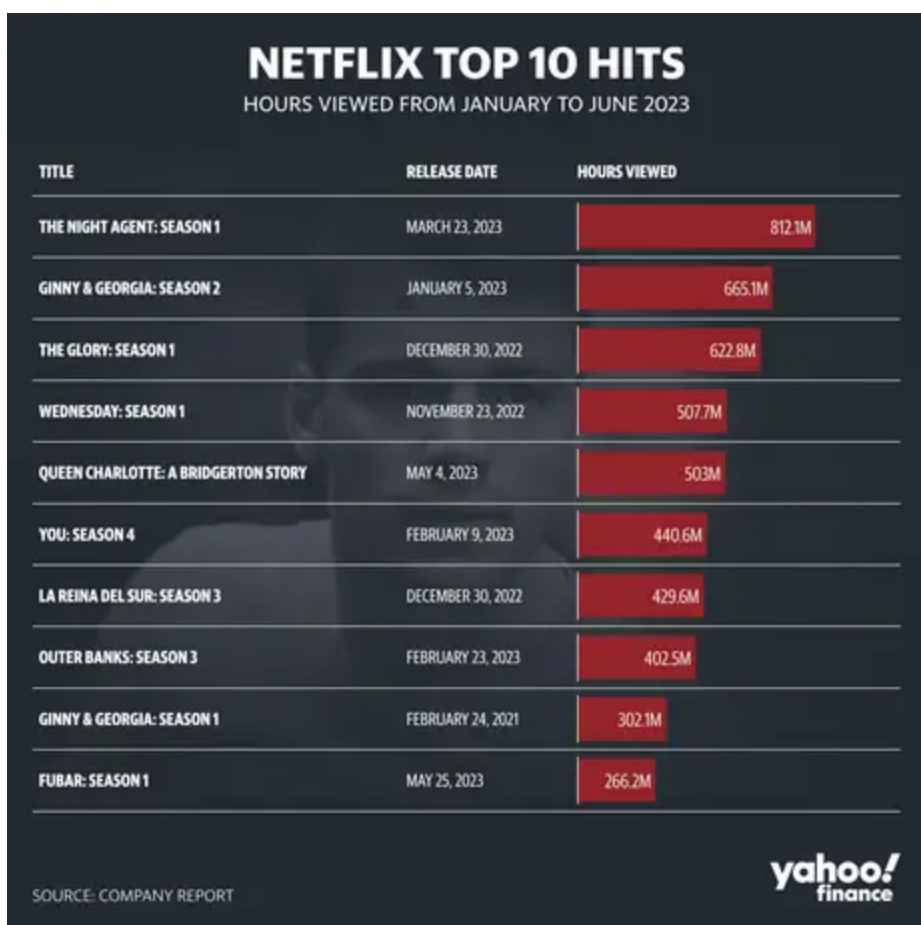 NETFLIX TOP 10 HITS
HOURS VIEWED FROM JANUARY TO JUNE 2023
TITLE RELEASE DATE HOURS VIEWED
THE NIGHT AGENT: SEASON 1 MARCH 23, 2023 812.1M
GINNY & GEORGIA: SEASON 2 JANUARY 5, 2023 665.1M
THE GLORY: SEASON 1 DECEMBER 30, 2022 622.8M
WEDNESDAY: SEASON 1 NOVEMBER 23, 2022 507.7M
QUEEN CHARLOTTE: A BRIDGERTON STORY MAY 4, 2023 503M
YOU: SEASON 4 FEBRUARY 9, 2023 440.6M
LA REINA DEL SUR: SEASON 3 DECEMBER 30, 2022 429.6M
OUTER BANKS: SEASON 3 FEBRUARY 23, 2023 402.5M
GINNY & GEORGIA: SEASON 1 FEBRUARY 24, 2021 302.1M
FUBAR: SEASON 1 MAY 25, 2023 266.2M
SOURCE: COMPANY REPORT
yahoo!
finance